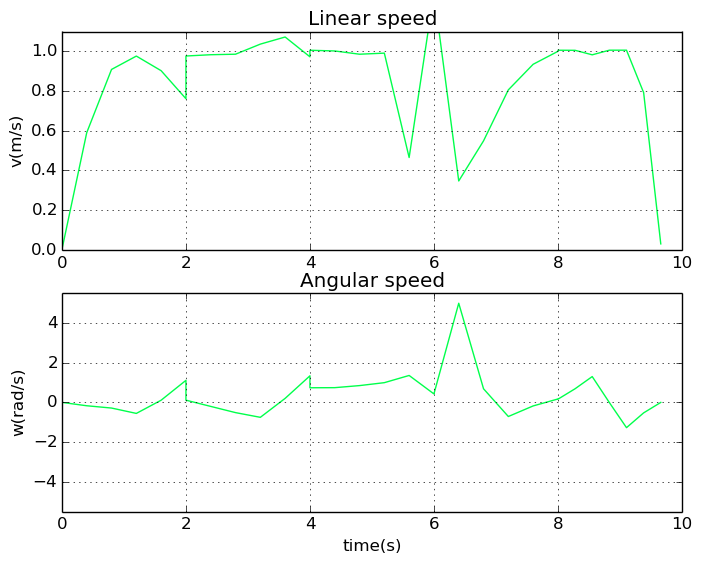 Linear speed
1.0
0.8
0.6
0.4
0.2
0.0
v(m/s)
0 2 4 6 8 10
Angular speed
4
2
0
−2
−4
w(rad/s)
0 2 4 6 8 10
time(s)